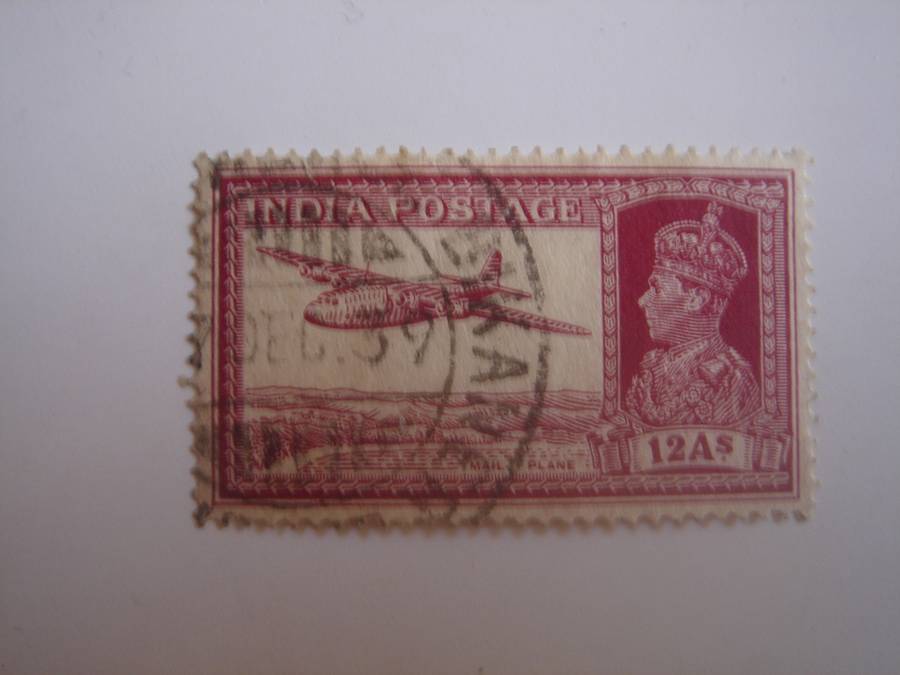 INDIA POSTAGE
DEC.39
MAIL PLANE
12As